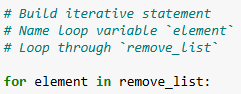 # Build iterative statement
# Name loop variable `element`
# Loop through `remove_list`
for element in remove_list: